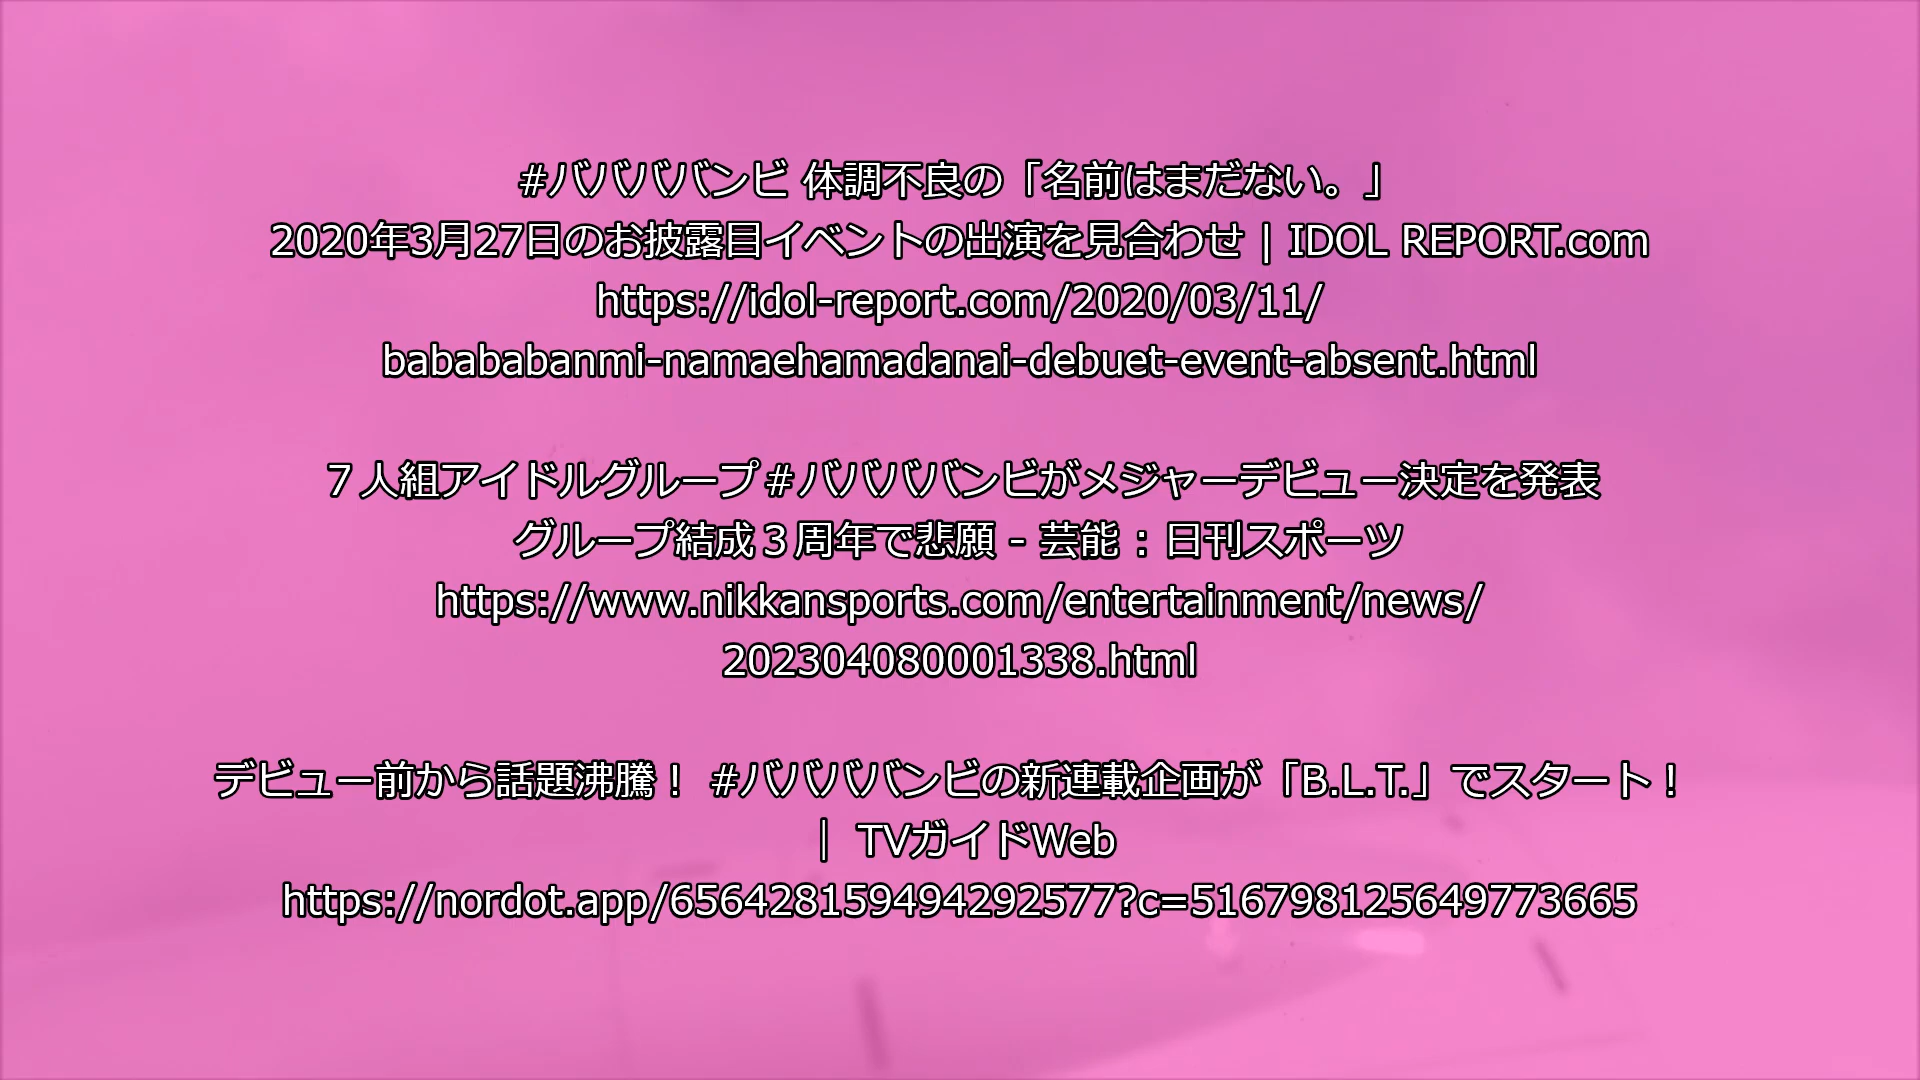 #ババババンビ 体調不良の「名前はまだない。」
2020年3月27日のお披露目イベントの出演を見合わせ | IDOL REPORT.com
https://idol-report.com/2020/03/11/
babababanmi-namaehamadanai-debuet-event-absent.html
７人組アイドルグループ＃ババババンビがメジャーデビュー決定を発表
グループ結成３周年で悲願 - 芸能 : 日刊スポーツ
https://www.nikkansports.com/entertainment/news/
202304080001338.html
デビュー前から話題沸騰！ #ババババンビの新連載企画が「B.L.T.」でスタート！
｜ TVガイドWeb
https://nordot.app/656428159494292577?c=516798125649773665